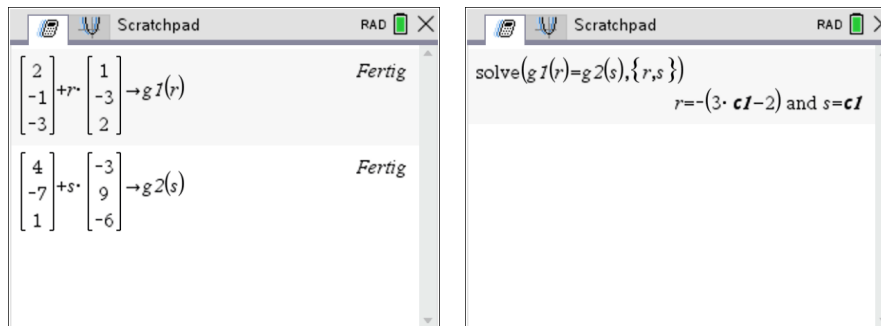 Scratchpad RAD
[2 -1 -3]+r·[1 -3 2]→g1(r) Fertig
[4 -7 1]+s·[-3 9 -6]→g2(s) Fertig
Scratchpad RAD
solve(g1(r)=g2(s),{r,s})
r=-(3·c1-2) and s=c1